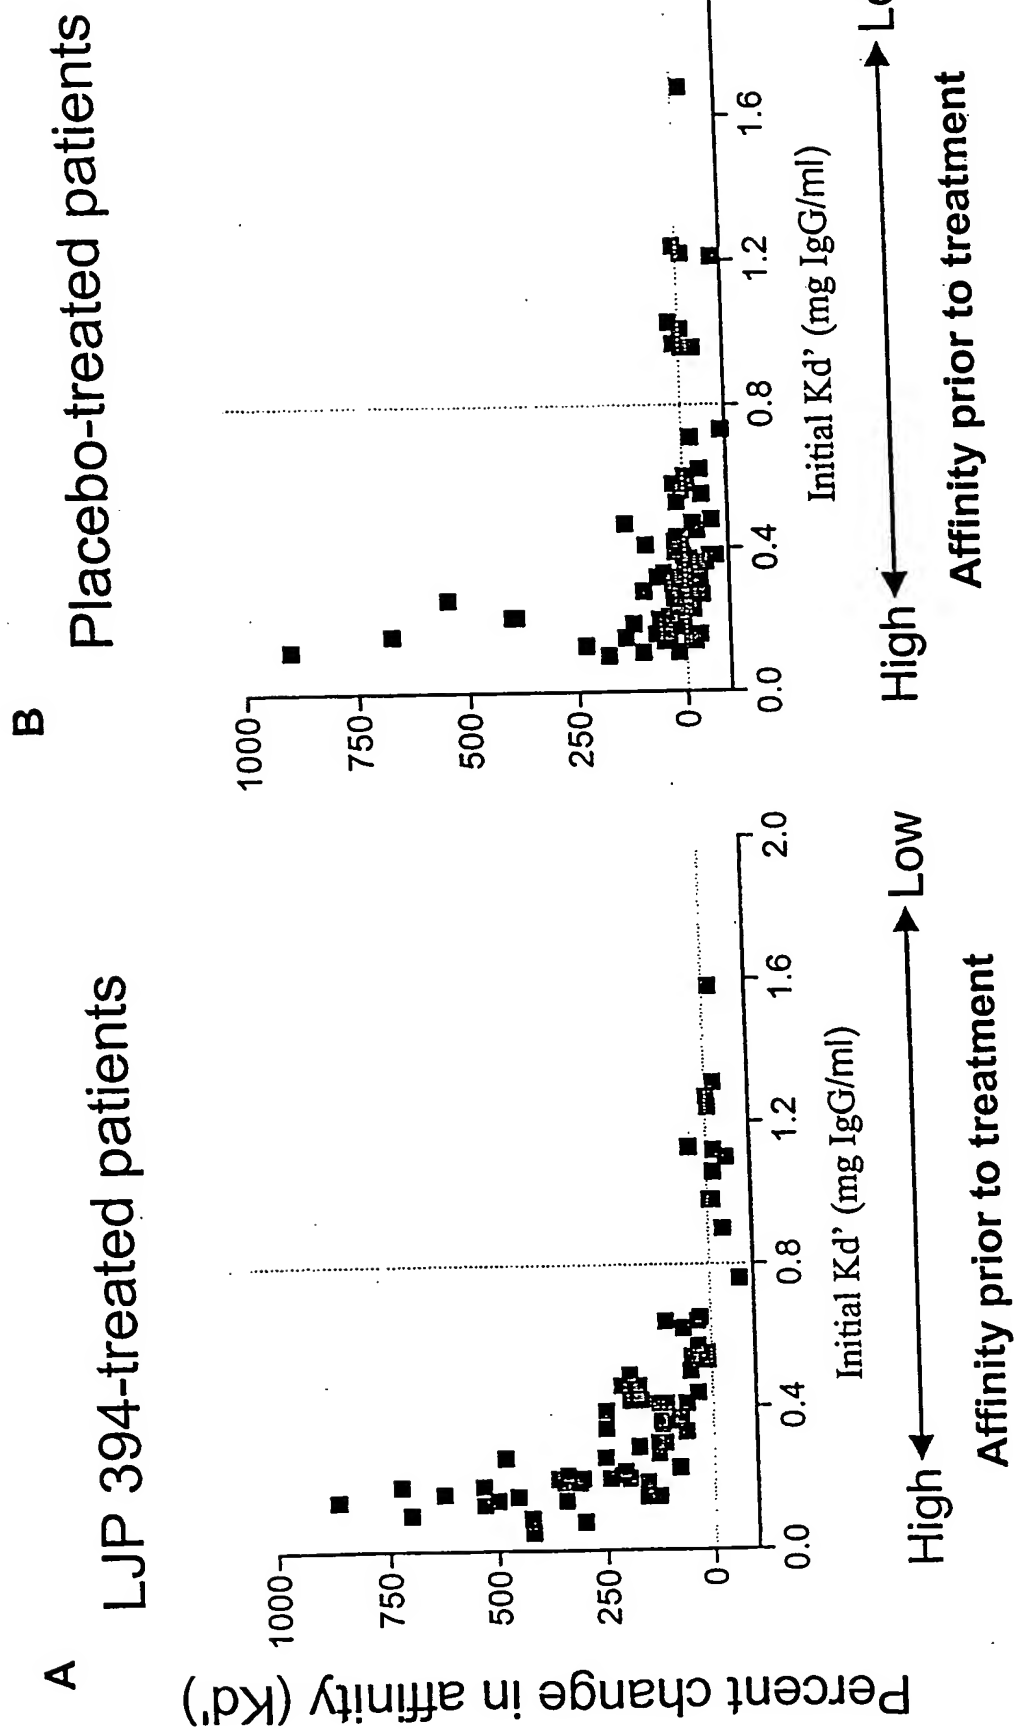 A
LJP 394-treated patients
Percent change in affinity (Kd')
1000
750
500
250
0
0.0
0.4
0.8
1.2
1.6
2.0
Initial Kd' (mg IgG/ml)
High
Low
Affinity prior to treatment
B
Placebo-treated patients
1000
750
500
250
0
0.0
0.4
0.8
1.2
1.6
Initial Kd' (mg IgG/ml)
High
Affinity prior to treatment